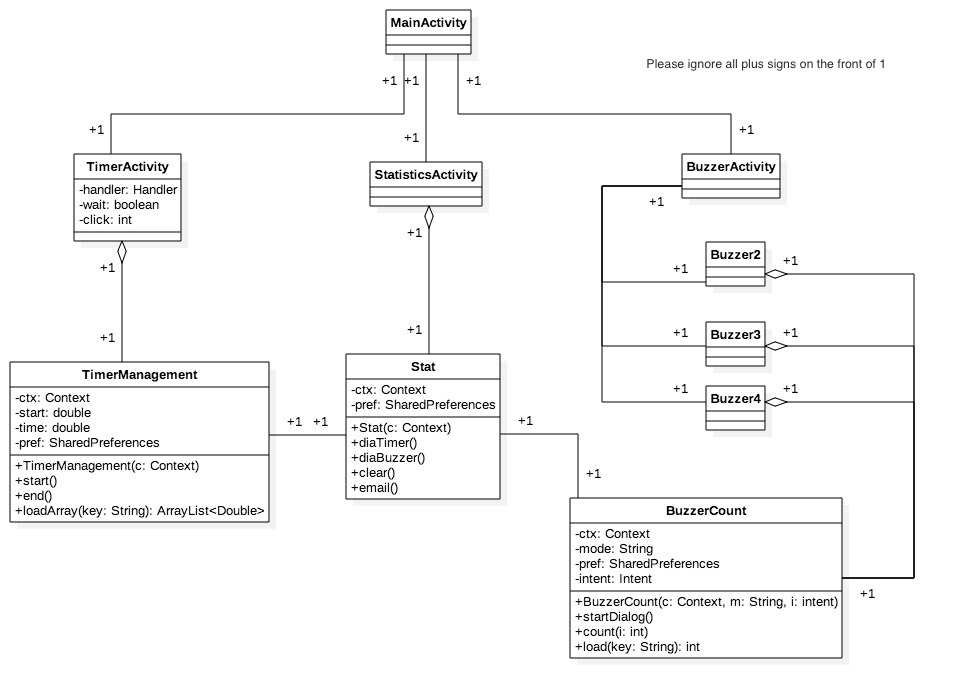 MainActivity
Please ignore all plus signs on the front of 1
+1 +1 +1
+1 +1 +1
TimerActivity
-handler: Handler
-wait: boolean
-click: int
StatisticsActivity
BuzzerActivity
+1
+1
+1
Buzzer2
+1 +1
Buzzer3
+1 +1
Buzzer4
+1 +1
+1
+1
TimerManagement
-ctx: Context
-start: double
-time: double
-pref: SharedPreferences
+TimerManagement(c: Context)
+start()
+end()
+loadArray(key: String): ArrayList<Double>
+1 +1
Stat
-ctx: Context
-pref: SharedPreferences
+Stat(c: Context)
+diaTimer()
+diaBuzzer()
+clear()
+email()
+1
+1
BuzzerCount
-ctx: Context
-mode: String
-pref: SharedPreferences
-intent: Intent
+BuzzerCount(c: Context, m: String, i: intent)
+startDialog()
+count(i: int)
+load(key: String): int
+1